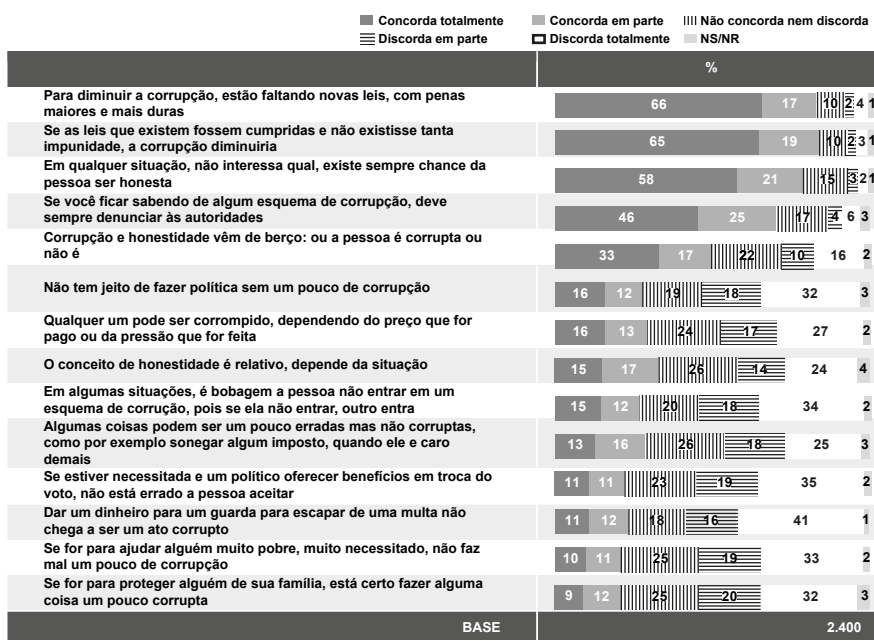 Concorda totalmente Concorda em parte Não concorda nem discorda
Discorda em parte Discorda totalmente NS/NR
%
Para diminuir a corrupção, estão faltando novas leis, com penas
maiores e mais duras
66 17 10 2 4 1
Se as leis que existem fossem cumpridas e não existisse tanta
impunidade, a corrupção diminuiria
65 19 10 2 3 1
Em qualquer situação, não interessa qual, existe sempre chance da
pessoa ser honesta
58 21 15 3 2 1
Se você ficar sabendo de algum esquema de corrupção, deve
sempre denunciar às autoridades
46 25 17 4 6 3
Corrupção e honestidade vêm de berço: ou a pessoa é corrupta ou
não é
33 17 22 10 16 2
Não tem jeito de fazer política sem um pouco de corrupção
16 12 19 18 32 3
Qualquer um pode ser corrompido, dependendo do preço que for
pago ou da pressão que for feita
16 13 24 17 27 2
O conceito de honestidade é relativo, depende da situação
15 17 26 14 24 4
Em algumas situações, é bobagem a pessoa não entrar em um
esquema de corrução, pois se ela não entrar, outro entra
15 12 20 18 34 2
Algumas coisas podem ser um pouco erradas mas não corruptas,
como por exemplo sonegar algum imposto, quando ele e caro
demais
13 16 26 18 25 3
Se estiver necessitada e um político oferecer benefícios em troca do
voto, não está errado a pessoa aceitar
11 11 23 19 35 2
Dar um dinheiro para um guarda para escapar de uma multa não
chega a ser um ato corrupto
11 12 18 16 41 1
Se for para ajudar alguém muito pobre, muito necessitado, não faz
mal um pouco de corrupção
10 11 25 19 33 2
Se for para proteger alguém de sua família, está certo fazer alguma
coisa um pouco corrupta
9 12 25 20 32 3
BASE 2.400